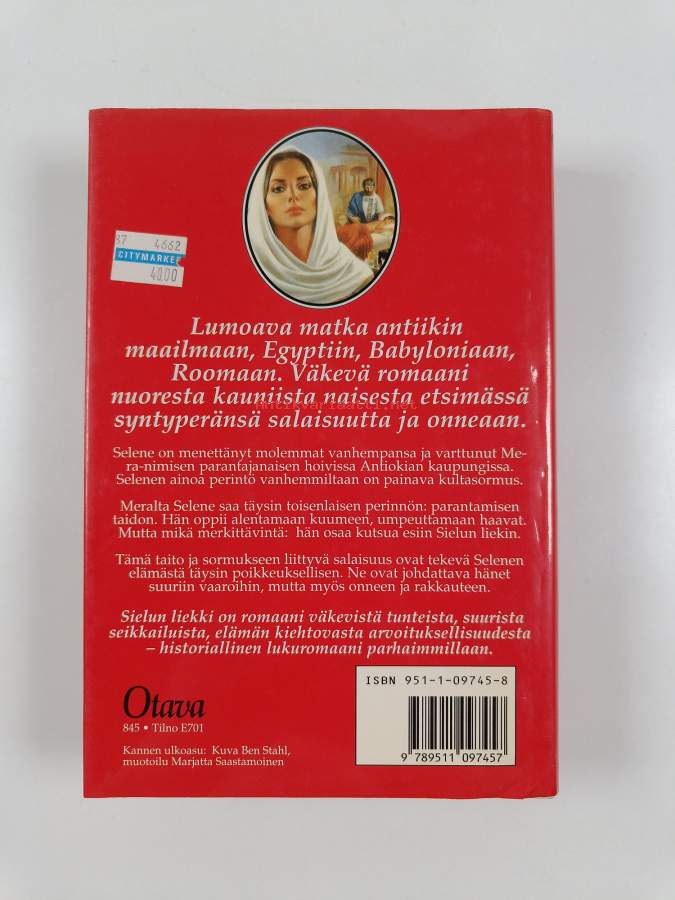 37 4662
CITYMARKET
40.00
Lumoava matka antiikin
maailmaan, Egyptiin, Babyloniaan,
Roomaan. Väkevä romaani
nuoresta kauniista naisesta etsimässä
syntyperänsä salaisuutta ja onneaan.
Antikvariaatti.net
Selene on menettänyt molemmat vanhempansa ja varttunut Me-
ra-nimisen parantajanaisen hoivissa Antiokian kaupungissa.
Selenen ainoa perintö vanhemmiltaan on painava kultasormus.
Meralta Selene saa täysin toisenlaisen perinnön: parantamisen
taidon. Hän oppii alentamaan kuumeen, umpeuttamaan haavat.
Mutta mikä merkittävintä: hän osaa kutsua esiin Sielun liekin.
Tämä taito ja sormukseen liittyvä salaisuus ovat tekevä Selenen
elämästä täysin poikkeuksellisen. Ne ovat johdattava hänet
suuriin vaaroihin, mutta myös onneen ja rakkauteen.
Sielun liekki on romaani väkevistä tunteista, suurista
seikkailuista, elämän kiehtovasta arvoituksellisuudesta
– historiallinen lukuromaani parhaimmillaan.
ISBN 951-1-09745-8
9 789511 097457
Otava
845 • Tilno E701
Kannen ulkoasu: Kuva Ben Stahl,
muotoilu Marjatta Saastamoinen